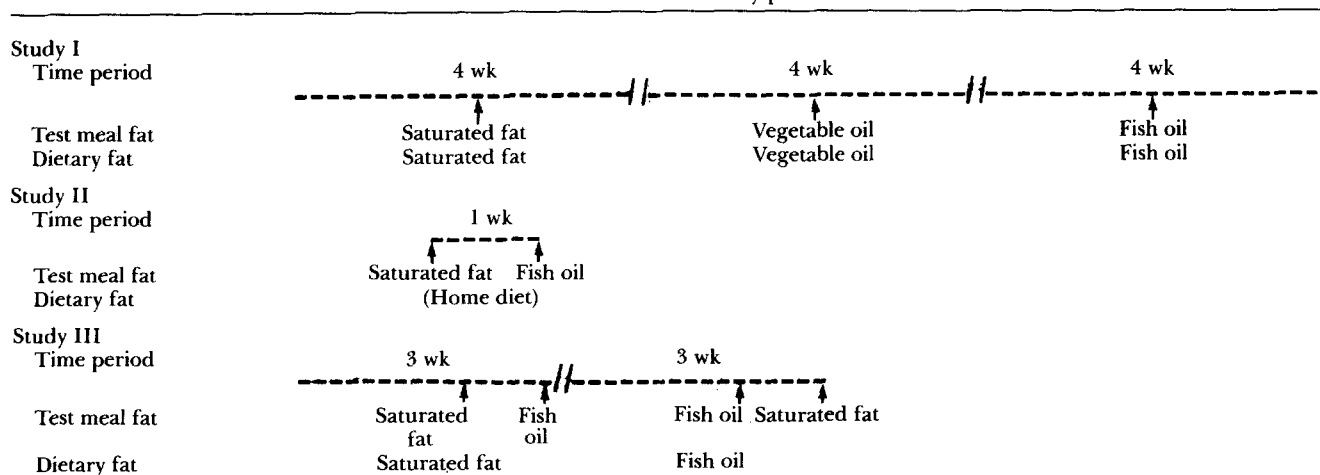 Study I
Time period 4 wk 4 wk 4 wk
Test meal fat Saturated fat Vegetable oil Fish oil
Dietary fat Saturated fat Vegetable oil Fish oil
Study II
Time period 1 wk
Test meal fat Saturated fat Fish oil
Dietary fat (Home diet)
Study III
Time period 3 wk 3 wk
Test meal fat Saturated Fish Fish oil Saturated fat
fat oil
Dietary fat Saturated fat Fish oil